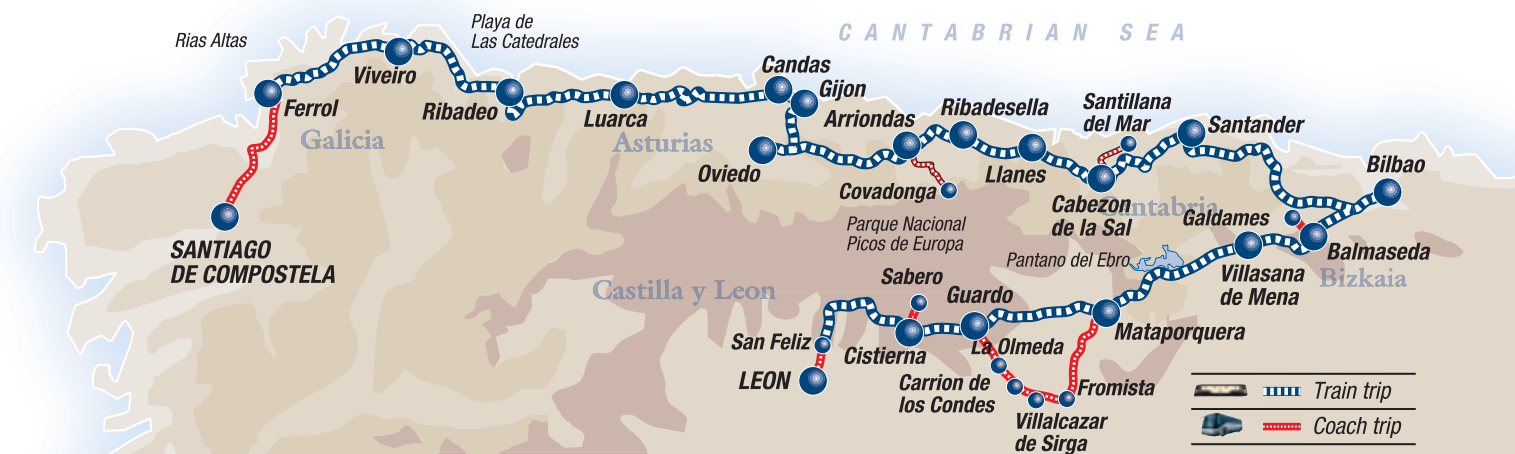 Rias Altas
Playa de
Las Catedrales
CANTABRIAN SEA
Viveiro
Ferrol
Ribadeo
Luarca
Candas
Gijon
Arriondas
Ribadesella
Santillana
del Mar
Santander
Bilbao
Galicia
Asturias
Oviedo
Covadonga
Llanes
Cabezon
de la Sal
Cantabria
Galdames
Balmaseda
Bizkaia
SANTIAGO
DE COMPOSTELA
Parque Nacional
Picos de Europa
Pantano del Ebro
Villasana
de Mena
Castilla y Leon
Sabero
Guardo
San Feliz
Cistierna
La Olmeda
Mataporquera
LEON
Carrion de
los Condes
Fromista
Villalcazar
de Sirga
Train trip
Coach trip